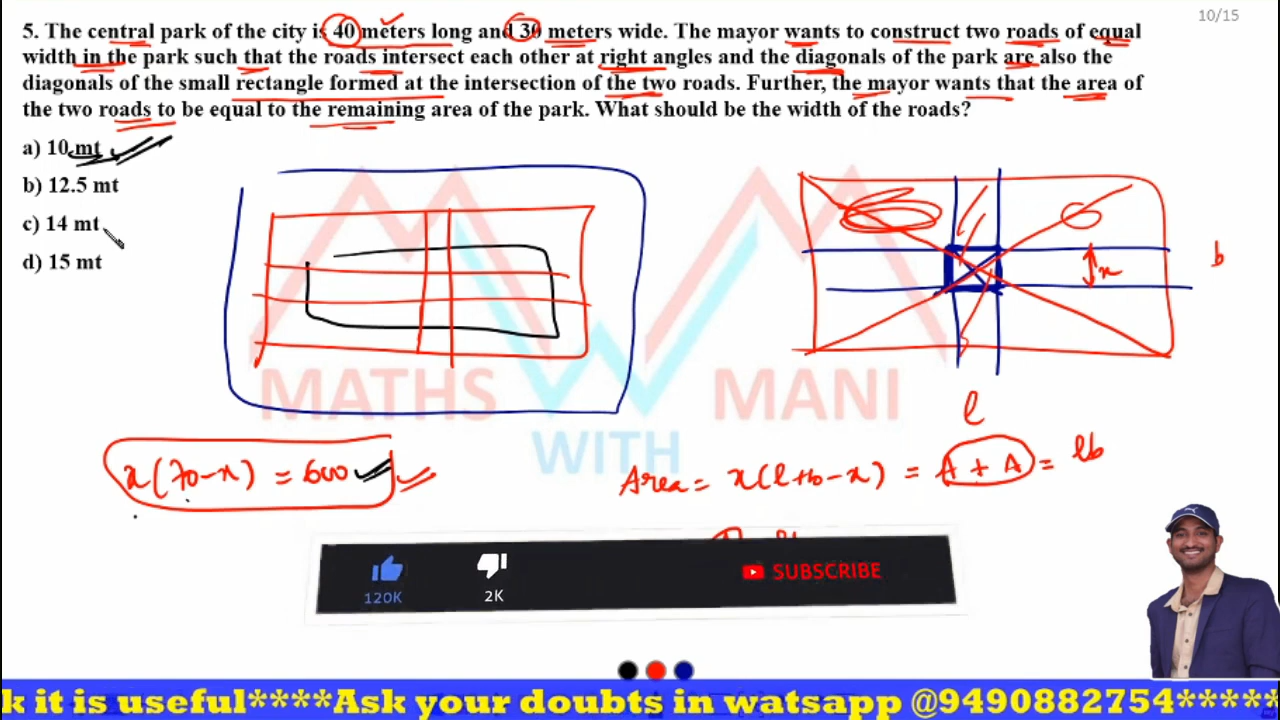 10/15
5. The central park of the city is 40 meters long and 30 meters wide. The mayor wants to construct two roads of equal
width in the park such that the roads intersect each other at right angles and the diagonals of the park are also the
diagonals of the small rectangle formed at the intersection of the two roads. Further, the mayor wants that the area of
the two roads to be equal to the remaining area of the park. What should be the width of the roads?
a) 10 mt
b) 12.5 mt
c) 14 mt
d) 15 mt
x
b
l
MATHS
WITH
MANI
x(70-x) = 600
Area = x(l+b-x) = A + A = lb
120K
2K
SUBSCRIBE
k it is useful****Ask your doubts in watsapp @9490882754*****